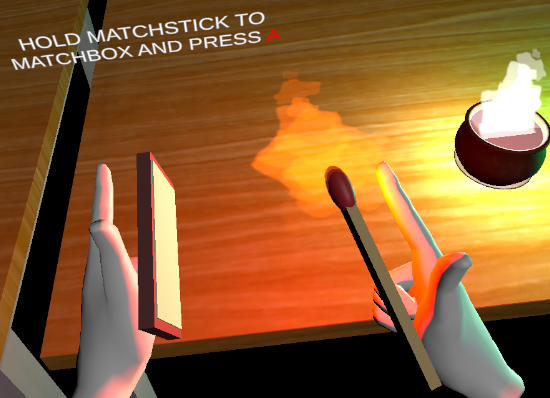 HOLD MATCHSTICK TO
MATCHBOX AND PRESS A